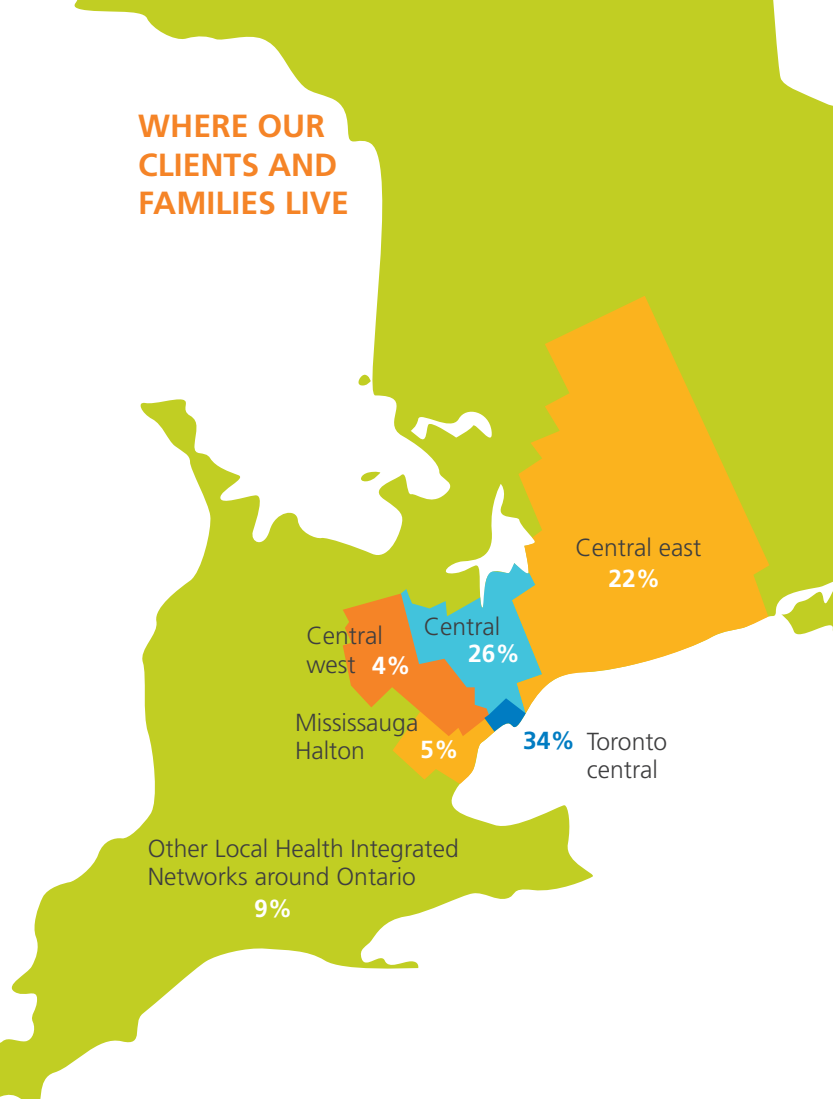 WHERE OUR
CLIENTS AND
FAMILIES LIVE
Central east
22%
Central
26%
Central
west 4%
Mississauga
Halton 5%
34% Toronto
central
Other Local Health Integrated
Networks around Ontario
9%